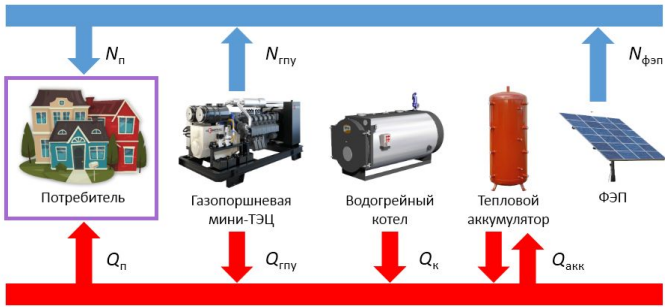 Nп
Nгпу
Nфэп
Потребитель
Газопоршневая
мини-ТЭЦ
Водогрейный
котел
Тепловой
аккумулятор
ФЭП
Qп
Qгпу
Qк
Qакк